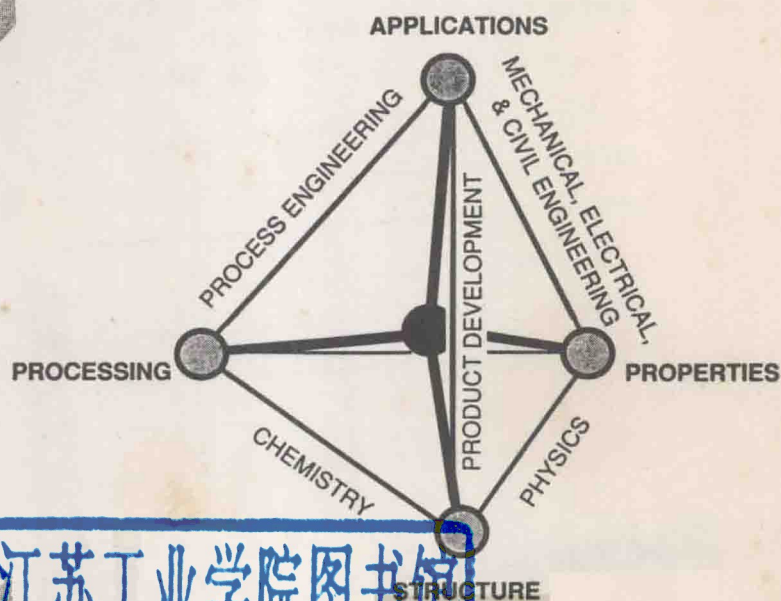 APPLICATIONS
PROCESS ENGINEERING
MECHANICAL, ELECTRICAL,
& CIVIL ENGINEERING
PRODUCT DEVELOPMENT
PROCESSING
PROPERTIES
CHEMISTRY
PHYSICS
江苏工业学院图书馆
STRUCTURE